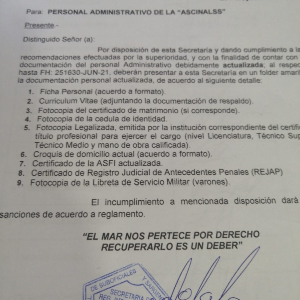 Para: PERSONAL ADMINISTRATIVO DE LA "ASCINALSS"
Presente.-
Distinguido Señor (a):
Por disposición de esta Secretaria y dando cumplimiento a la
recomendaciones efectuadas por la superioridad, y con la finalidad de contar con
documentación del personal Administrativo debidamente actualizada; al respec
hasta FH: 251830-JUN-21, deberán presentar a esta Secretaria en un folder amari
la documentación personal actualizada, de acuerdo al siguiente detalle:
1. Ficha Personal (acuerdo a formato).
2. Curriculum Vitae (adjuntando la documentación de respaldo).
3. Fotocopia del certificado de matrimonio (si corresponde).
4. Fotocopia de la cedula de identidad.
5. Fotocopia Legalizada, emitida por la institución correspondiente del certific
título profesional para ejercer el cargo (nivel Licenciatura, Técnico Sup
Técnico Medio y mano de obra calificada).
6. Croquis de domicilio actual (acuerdo a formato).
7. Certificado de la ASFI actualizada.
8. Certificado de Registro Judicial de Antecedentes Penales (REJAP)
9. Fotocopia de la Libreta de Servicio Militar (varones).
El incumplimiento a mencionada disposición dará
sanciones de acuerdo a reglamento.
"EL MAR NOS PERTECE POR DERECHO
RECUPERARLO ES UN DEBER"
DE SUBOFICIALES